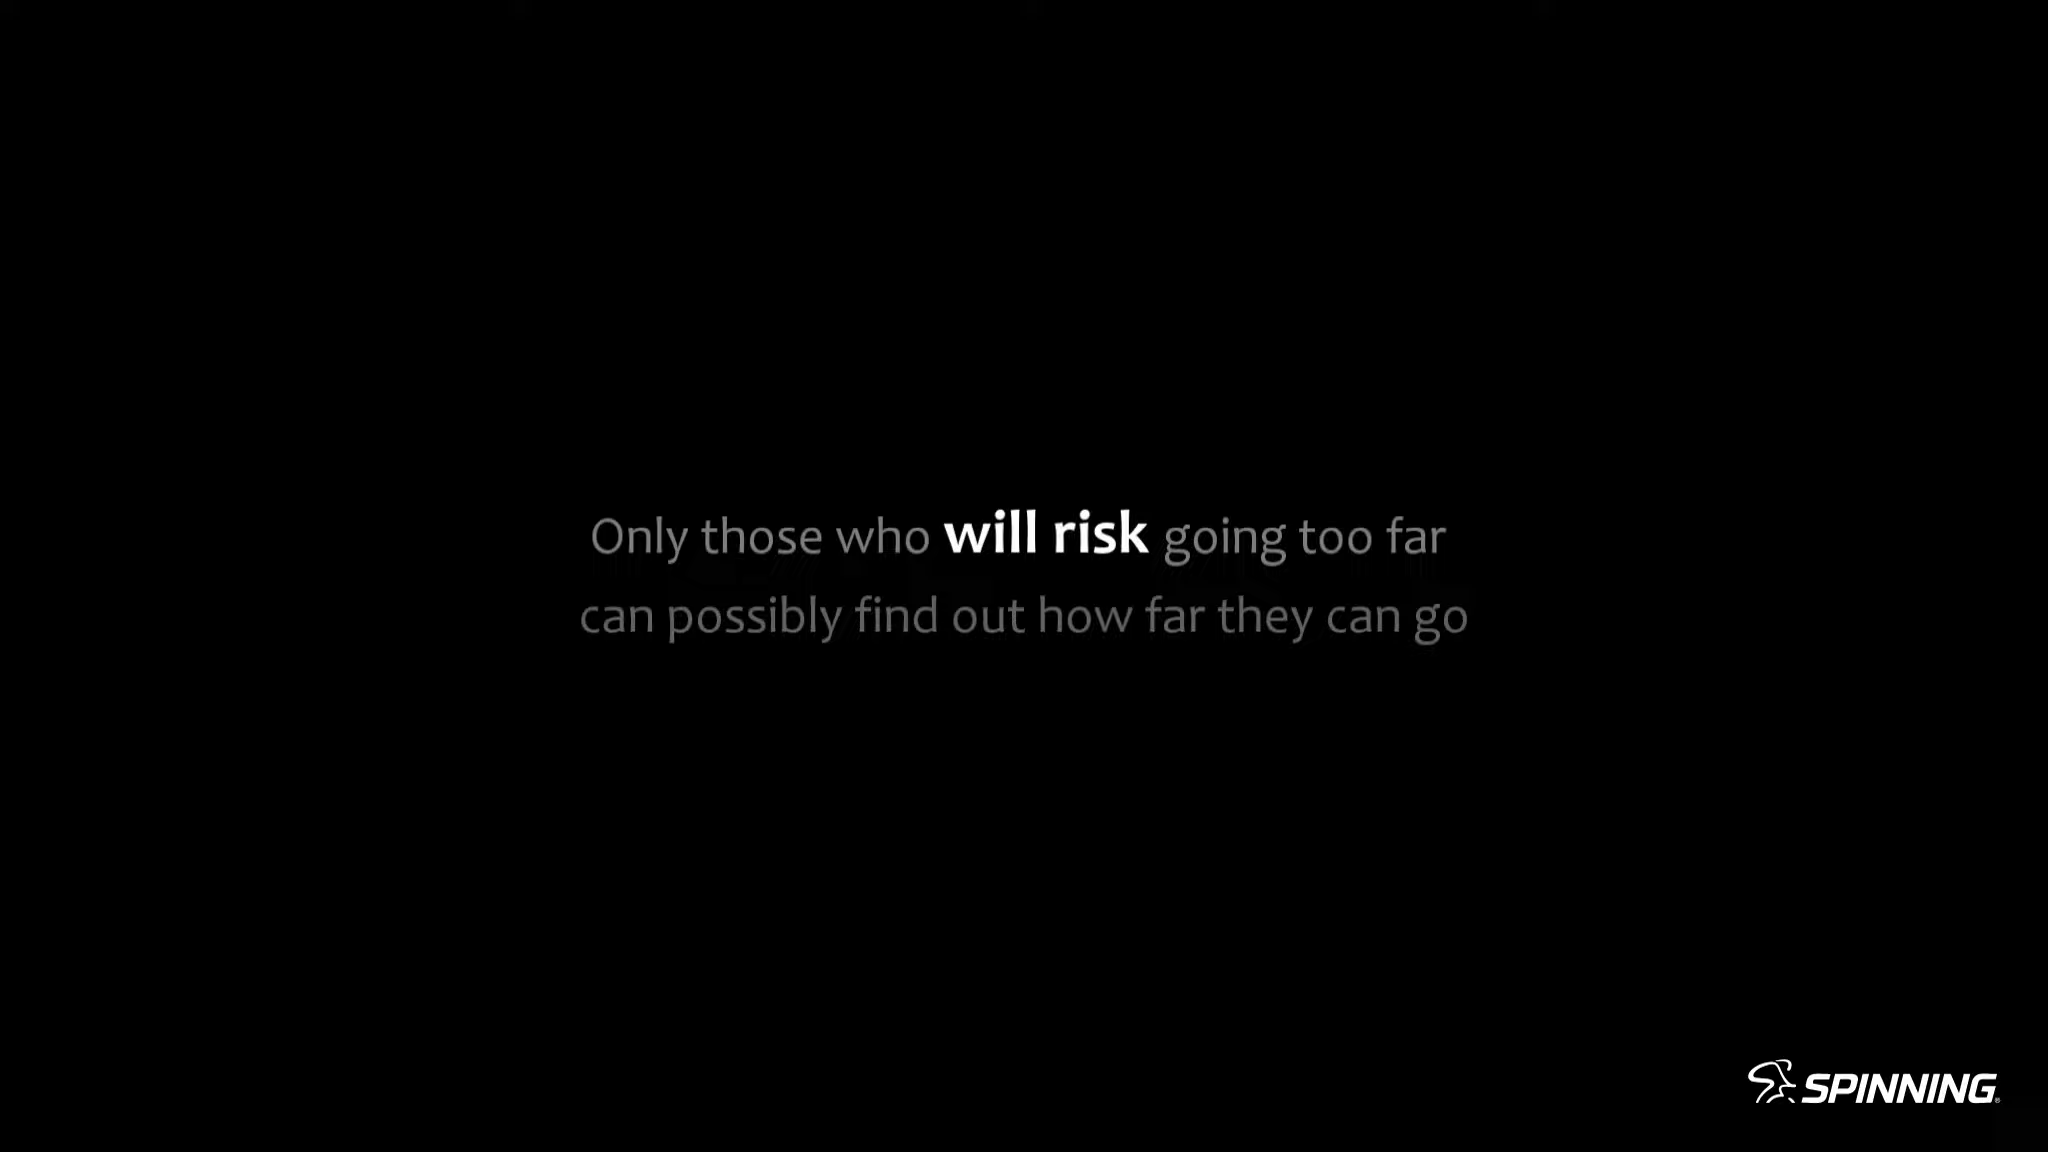 Only those who will risk going too far
can possibly find out how far they can go
SPINNING®